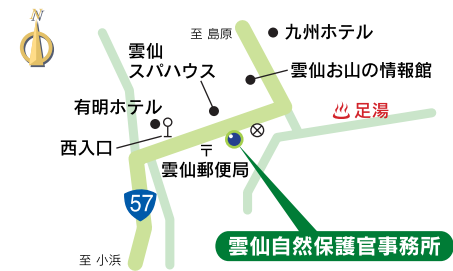 N
至 島原
九州ホテル
雲仙
スパハウス
雲仙お山の情報館
有明ホテル
足湯
西入口
〒
雲仙郵便局
57
雲仙自然保護官事務所
至 小浜